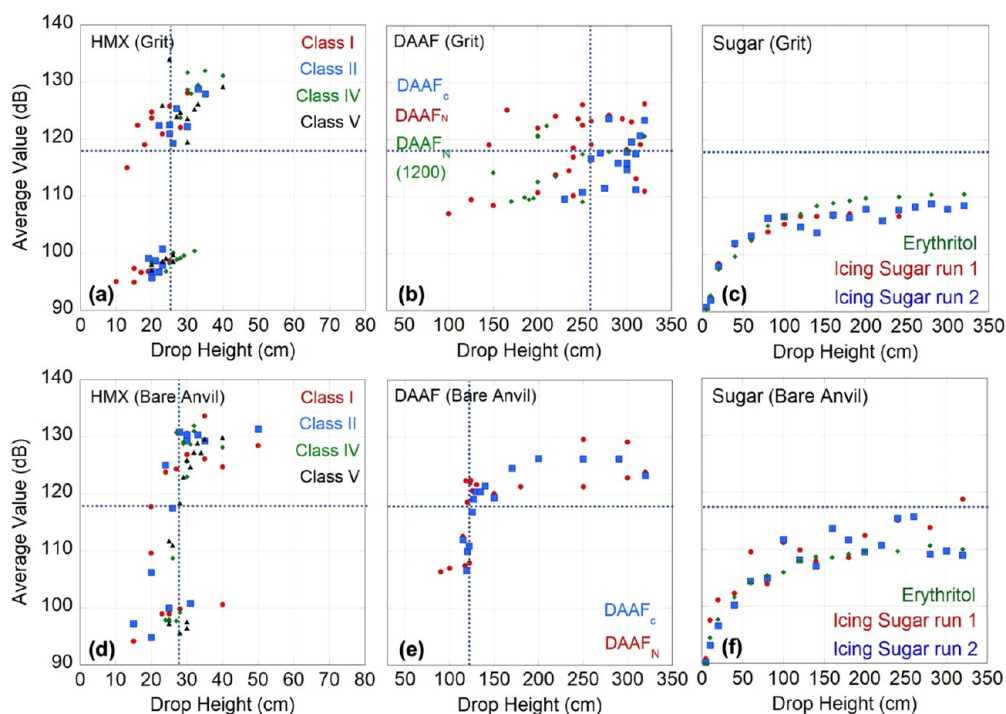 HMX (Grit)
Class I
Class II
Class IV
Class V
Average Value (dB)
140
130
120
110
100
90
(a)
0 10 20 30 40 50 60 70 80
Drop Height (cm)
DAAF (Grit)
DAAFc
DAAFN
DAAFN
(1200)
(b)
50 100 150 200 250 300
Drop Height (cm)
Sugar (Grit)
Erythritol
Icing Sugar run 1
Icing Sugar run 2
(c)
0 50 100 150 200 250 300 350
Drop Height (cm)
HMX (Bare Anvil)
Class I
Class II
Class IV
Class V
Average Value (dB)
140
130
120
110
100
90
(d)
0 10 20 30 40 50 60 70 80
Drop Height (cm)
DAAF (Bare Anvil)
DAAFc
DAAFN
(e)
50 100 150 200 250 300
Drop Height (cm)
Sugar (Bare Anvil)
Erythritol
Icing Sugar run 1
Icing Sugar run 2
(f)
0 50 100 150 200 250 300 350
Drop Height (cm)